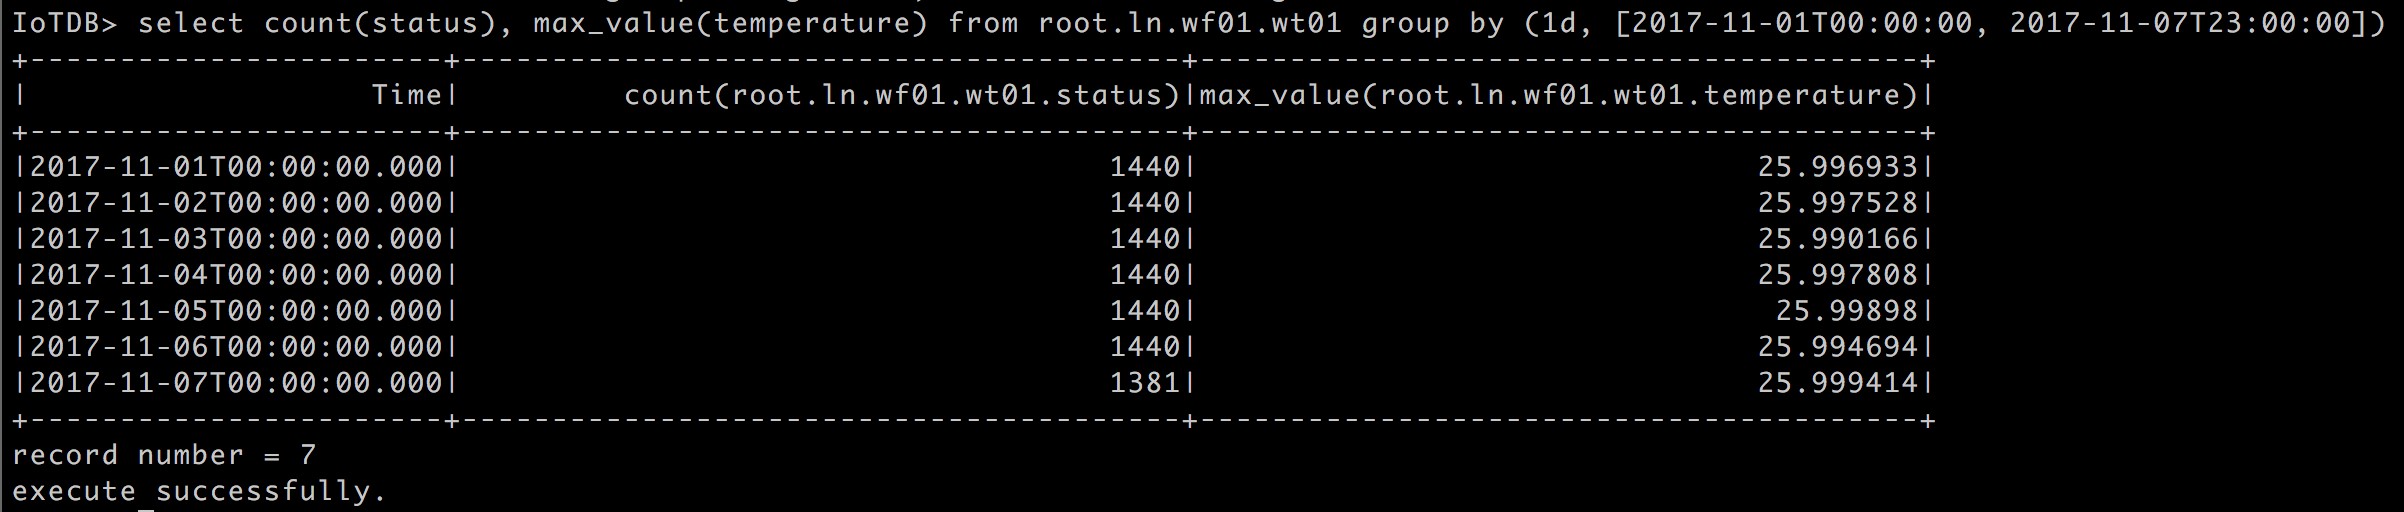 IoTDB> select count(status), max_value(temperature) from root.ln.wf01.wt01 group by (1d, [2017-11-01T00:00:00, 2017-11-07T23:00:00])
+-----------------------+----------------------------------------+----------------------------------------+
|                   Time|         count(root.ln.wf01.wt01.status)|max_value(root.ln.wf01.wt01.temperature)|
+-----------------------+----------------------------------------+----------------------------------------+
|2017-11-01T00:00:00.000|                                    1440|                               25.996933|
|2017-11-02T00:00:00.000|                                    1440|                               25.997528|
|2017-11-03T00:00:00.000|                                    1440|                               25.990166|
|2017-11-04T00:00:00.000|                                    1440|                               25.997808|
|2017-11-05T00:00:00.000|                                    1440|                                25.99898|
|2017-11-06T00:00:00.000|                                    1440|                               25.994694|
|2017-11-07T00:00:00.000|                                    1381|                               25.999414|
+-----------------------+----------------------------------------+----------------------------------------+
record number = 7
execute successfully.